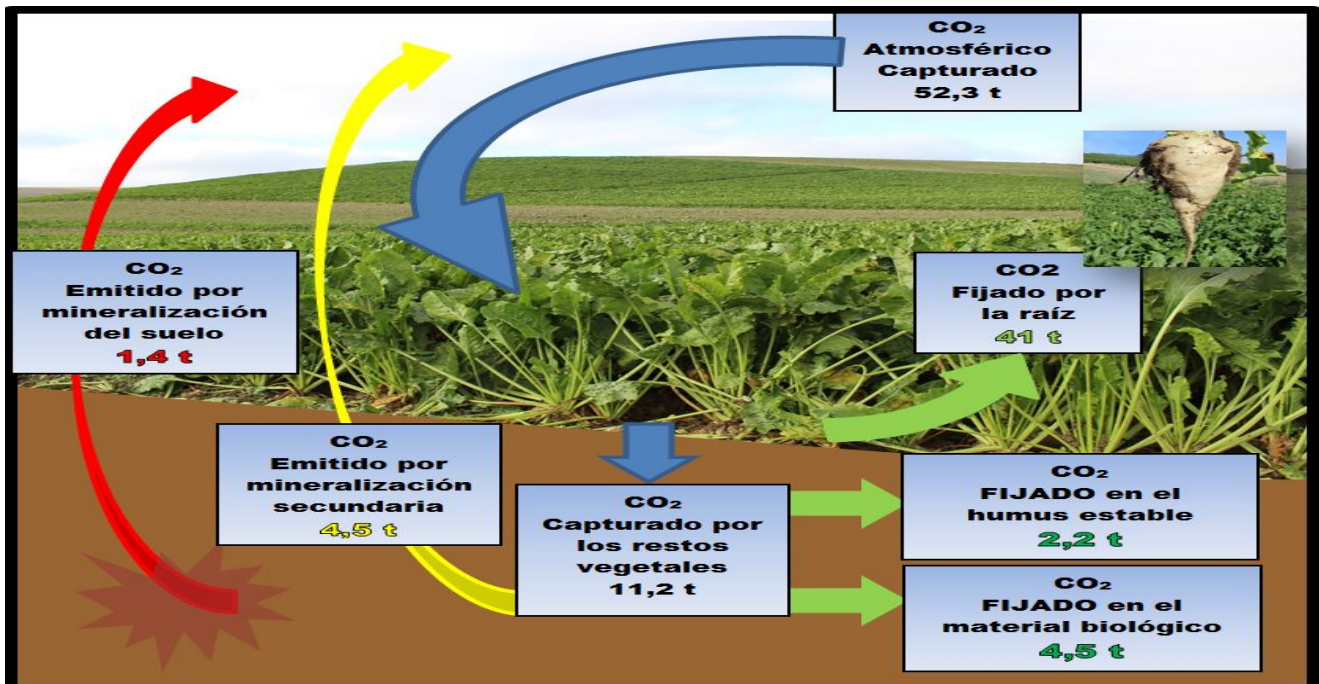 CO₂
Atmosférico
Capturado
52,3 t
CO₂
Emitido por
mineralización
del suelo
1,4 t
CO2
Fijado por
la raíz
41 t
CO₂
Emitido por
mineralización
secundaria
4,5 t
CO₂
Capturado por
los restos
vegetales
11,2 t
CO₂
FIJADO en el
humus estable
2,2 t
CO₂
FIJADO en el
material biológico
4,5 t